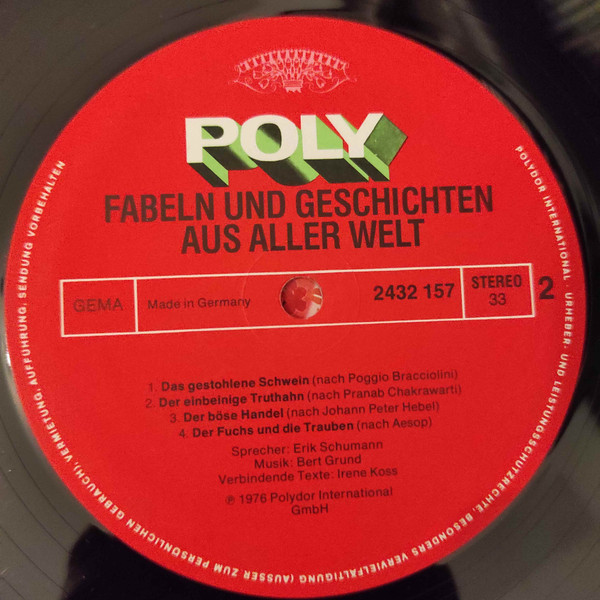 POLY
FABELN UND GESCHICHTEN
AUS ALLER WELT
GEMA
Made in Germany
2432 157
STEREO
33
2
1. Das gestohlene Schwein (nach Poggio Bracciolini)
2. Der einbeinige Truthahn (nach Pranab Chakrawarti)
3. Der böse Handel (nach Johann Peter Hebel)
4. Der Fuchs und die Trauben (nach Aesop)
Sprecher: Erik Schumann
Musik: Bert Grund
Verbindende Texte: Irene Koss
℗ 1976 Polydor International
GmbH
POLYDOR INTERNATIONAL · URHEBER- UND LEISTUNGSSCHUTZRECHTE, BESONDERS VERVIELFÄLTIGUNG (AUSSER ZUM PERSÖNLICHEN GEBRAUCH), VERMIETUNG, AUFFÜHRUNG, SENDUNG VORBEHALTEN